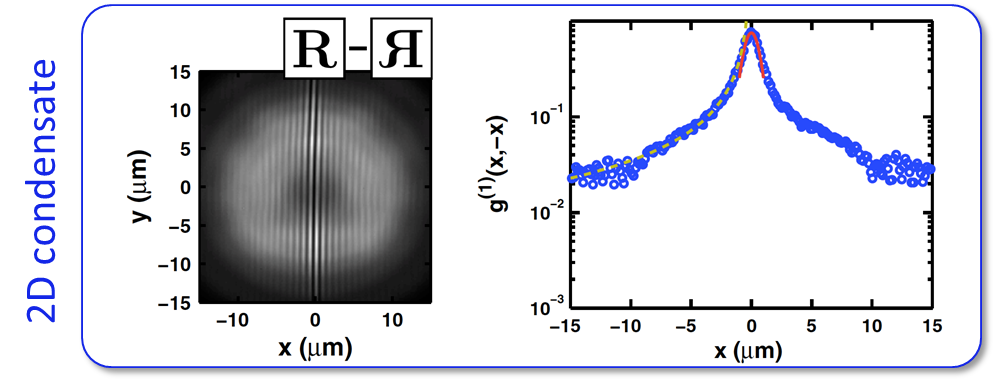 2D condensate
R - Я
15
10
5
0
−5
−10
−15
y (μm)
−10 0 10
x (μm)
g⁽¹⁾(x,−x)
10⁻¹
10⁻²
10⁻³
−15 −10 −5 0 5 10 15
x (μm)